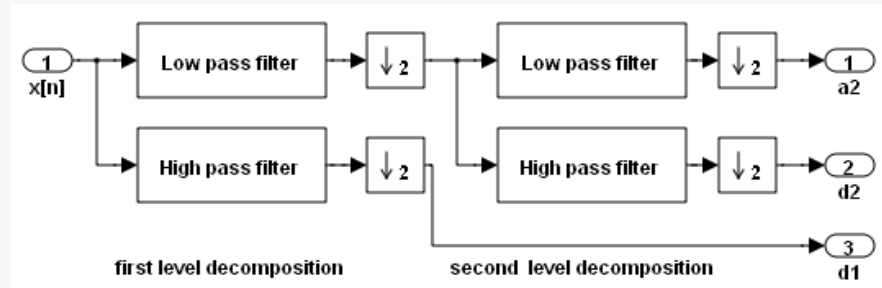 1
x[n]
Low pass filter
↓ 2
Low pass filter
↓ 2
1
a2
High pass filter
↓ 2
High pass filter
↓ 2
2
d2
3
d1
first level decomposition
second level decomposition